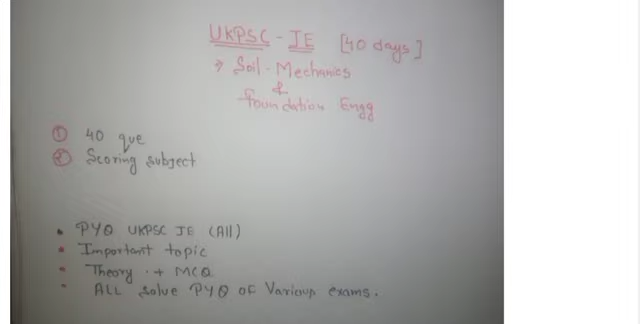 UKPSC - JE [40 days]
→ Soil - Mechanics
&
foundation Engg
① 40 que
② Scoring subject
• PYQ UKPSC JE (All)
• Important topic
• Theory + MCQ
• ALL Solve PYQ OF Various exams.